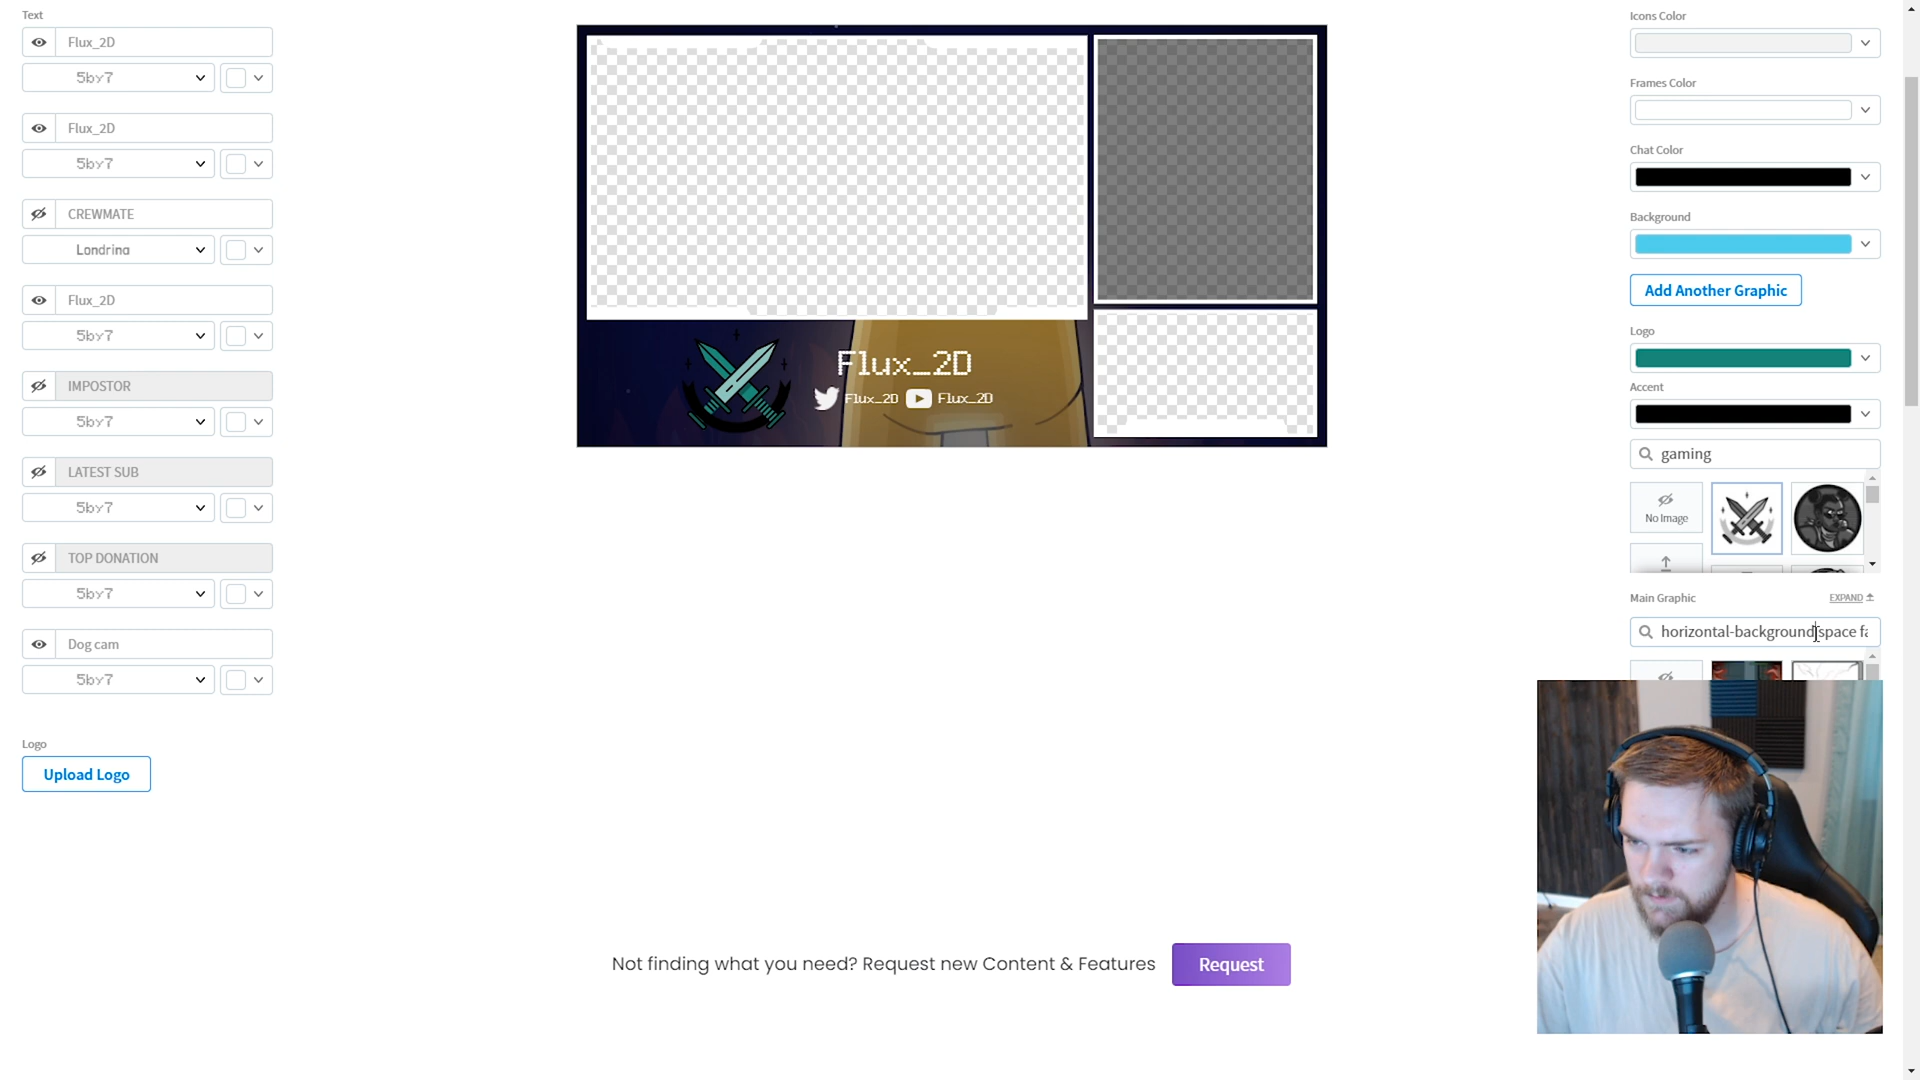 Text
Flux_2D
5by7
Flux_2D
5by7
CREWMATE
Londrina
Flux_2D
5by7
IMPOSTOR
5by7
LATEST SUB
5by7
TOP DONATION
5by7
Dog cam
5by7
Logo
Upload Logo
Flux_2D
Flux_2D Flux_2D
Not finding what you need? Request new Content & Features
Request
Icons Color
Frames Color
Chat Color
Background
Add Another Graphic
Logo
Accent
gaming
No Image
Main Graphic EXPAND
horizontal-background space fa